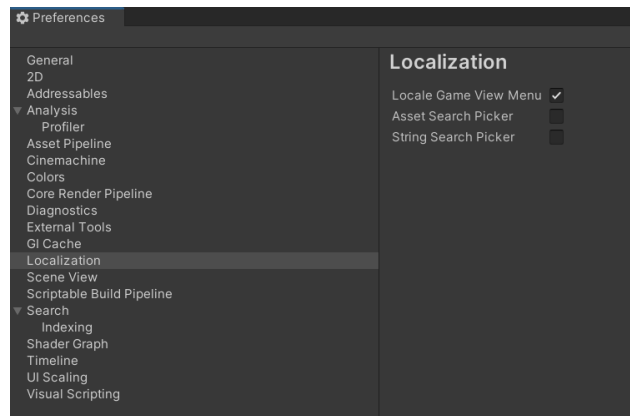 Preferences
General
2D
Addressables
Analysis
Profiler
Asset Pipeline
Cinemachine
Colors
Core Render Pipeline
Diagnostics
External Tools
GI Cache
Localization
Scene View
Scriptable Build Pipeline
Search
Indexing
Shader Graph
Timeline
UI Scaling
Visual Scripting
Localization
Locale Game View Menu
Asset Search Picker
String Search Picker